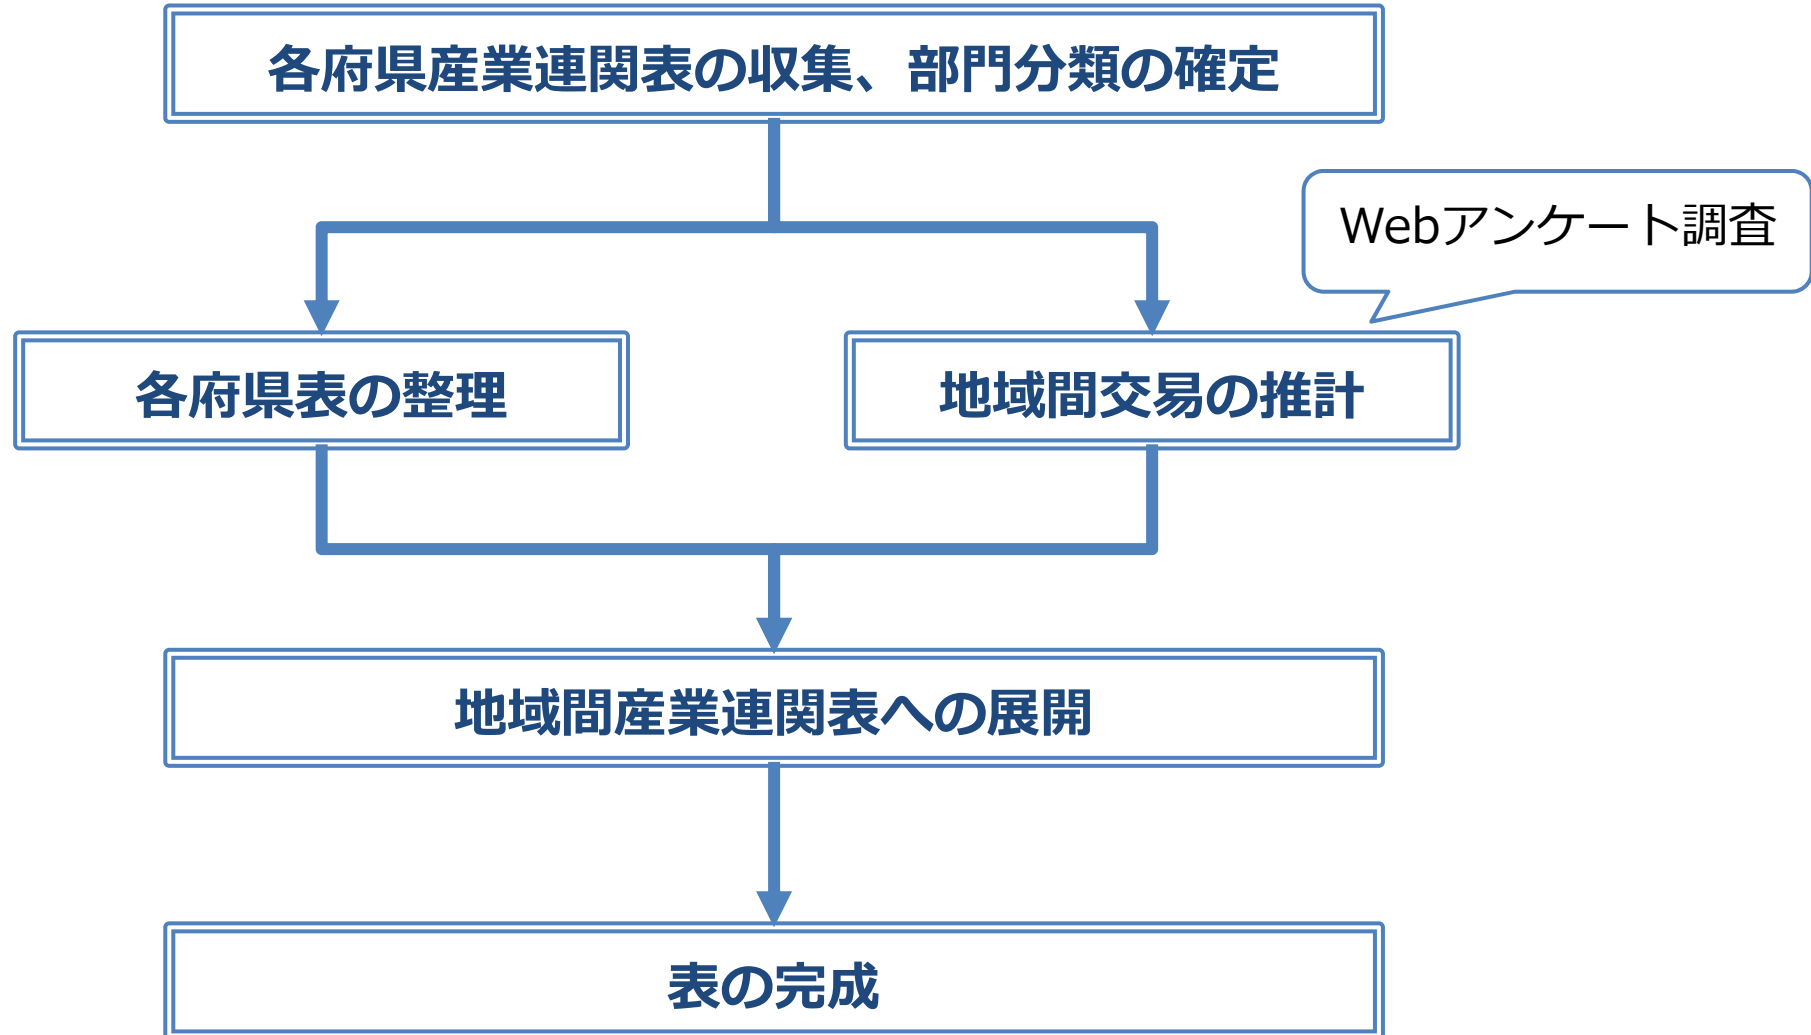 各府県産業連関表の収集、部門分類の確定
Webアンケート調査
各府県表の整理
地域間交易の推計
地域間産業連関表への展開
表の完成